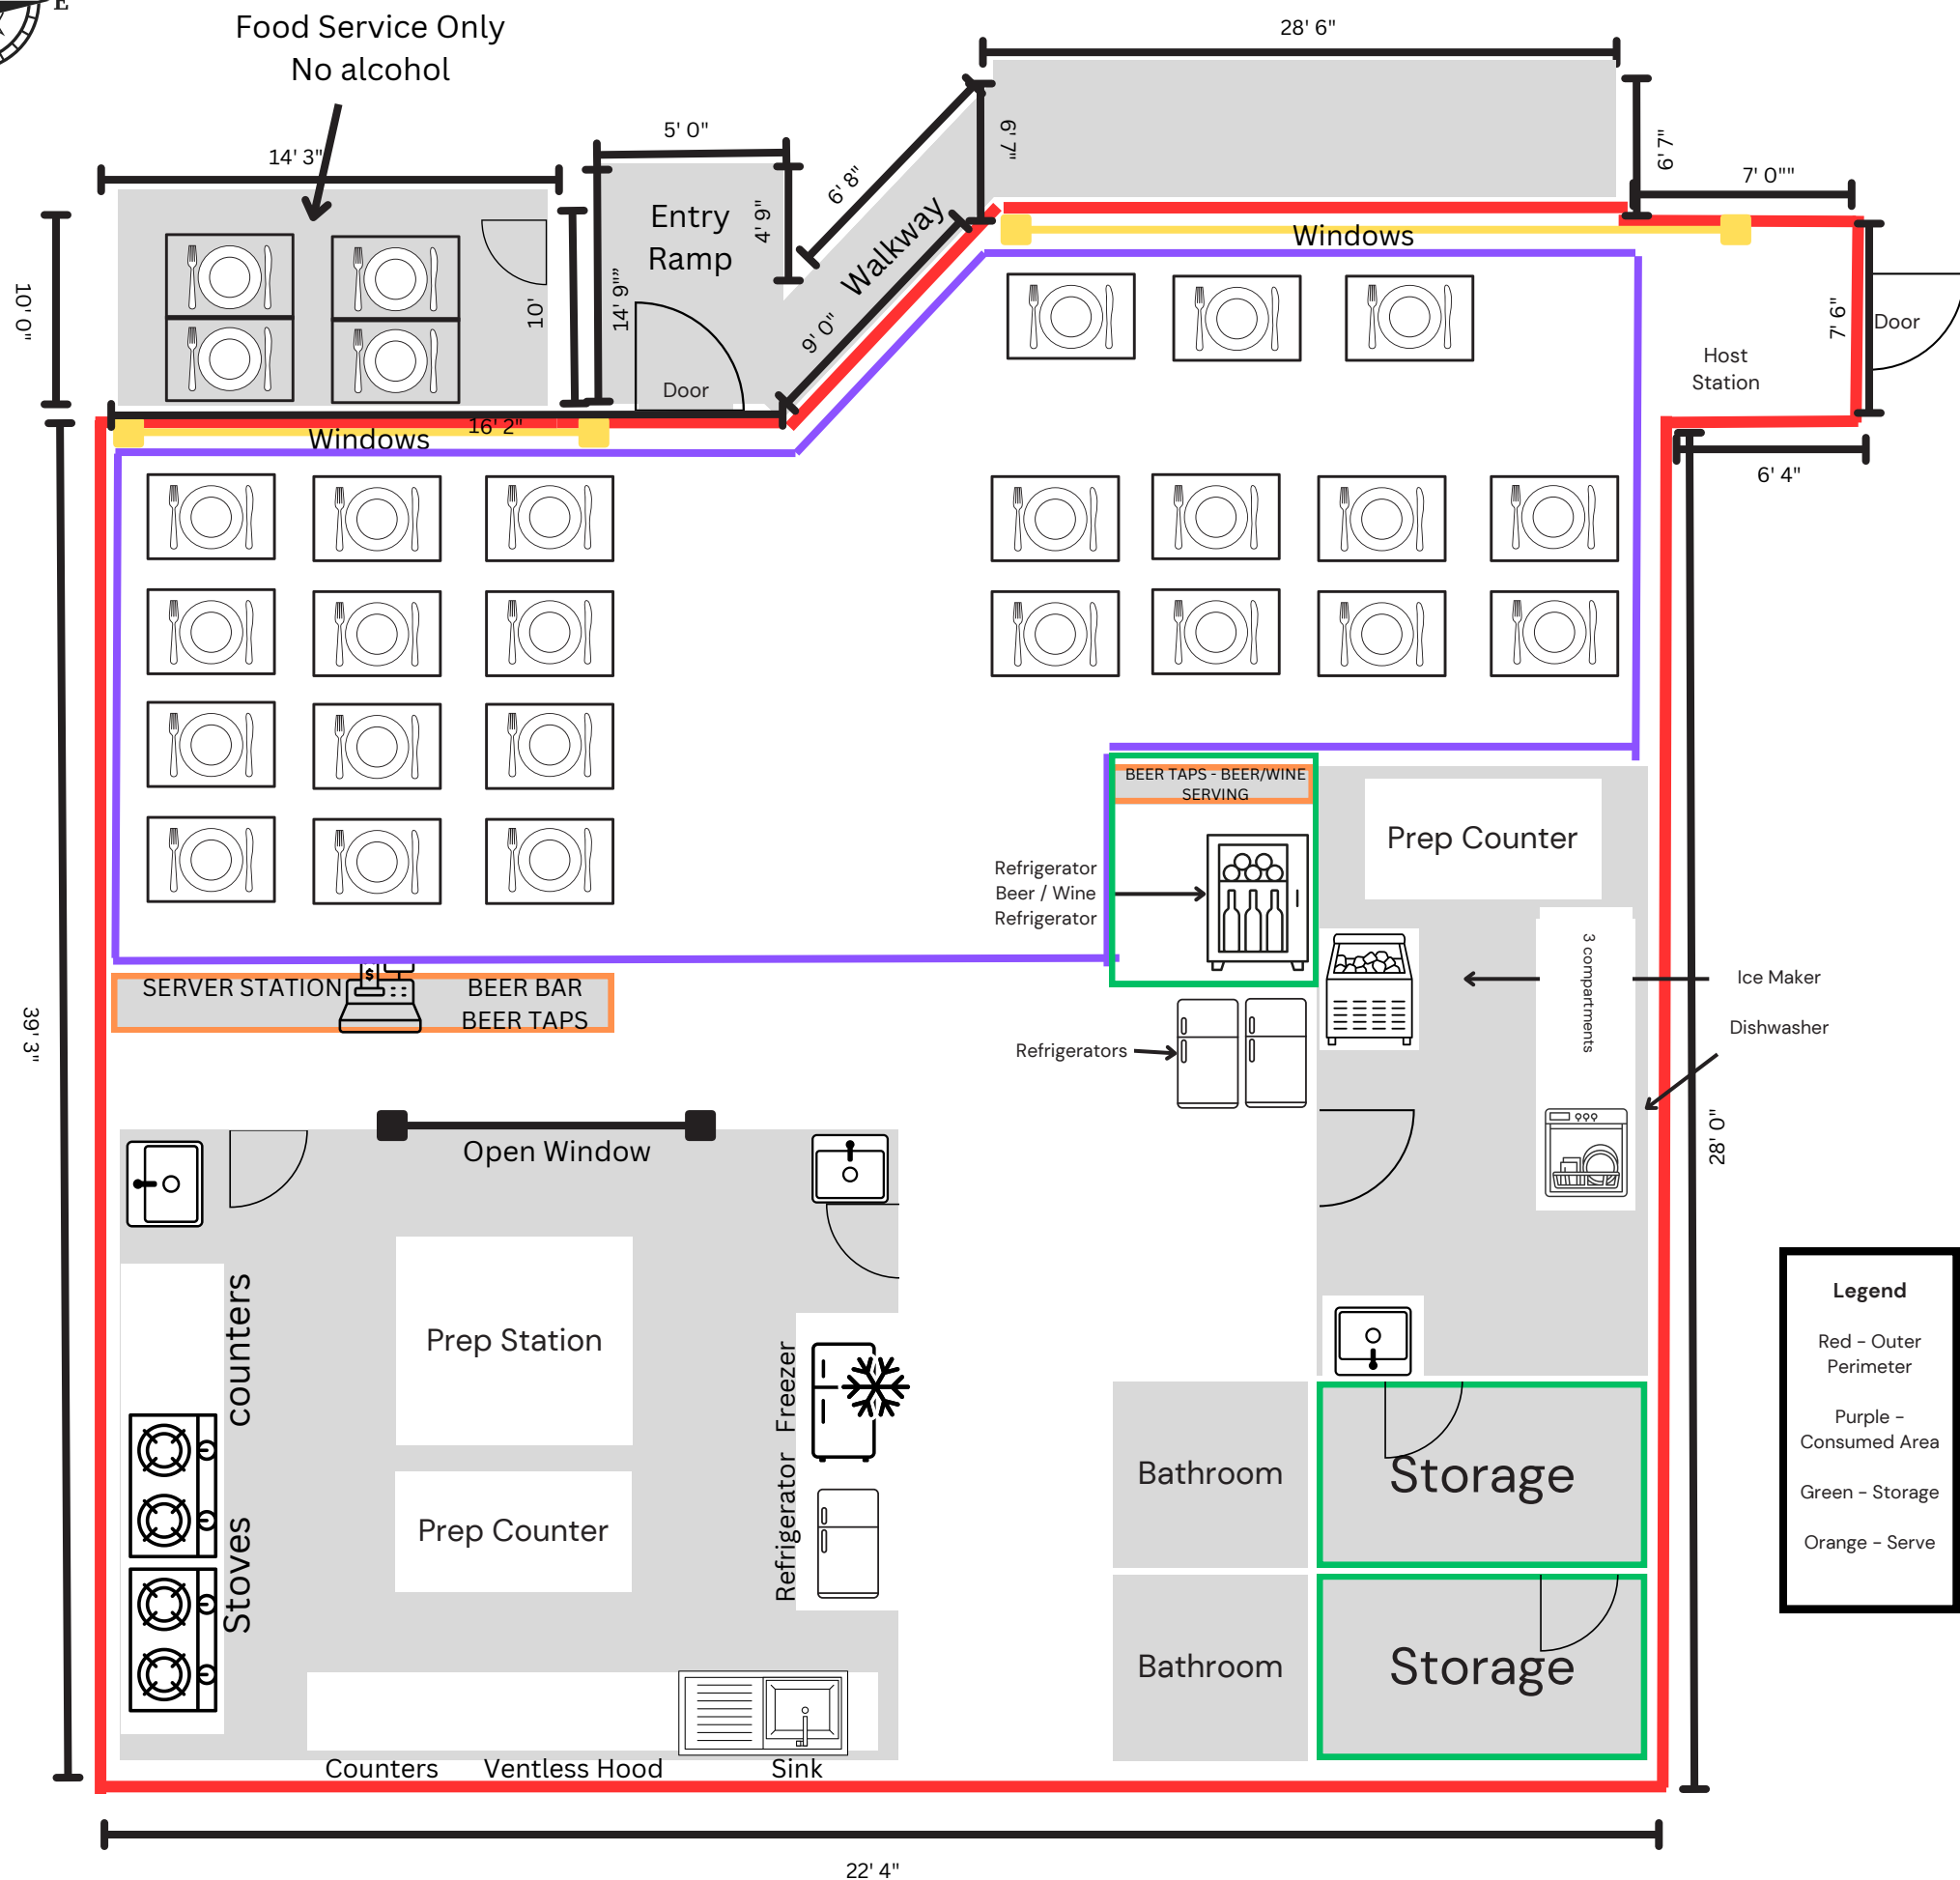 E
Food Service Only
No alcohol
28' 6"
14' 3"
5' 0"
6' 8"
6' 7"
6' 7"
7' 0""
Entry
Ramp
4' 9"
Walkway
10' 0"
10'
14' 9""
9' 0"
Door
Windows
7' 6"
Door
Host
Station
16' 2"
Windows
6' 4"
BEER TAPS - BEER/WINE
SERVING
Prep Counter
Refrigerator
Beer / Wine
Refrigerator
3 compartments
Ice Maker
Dishwasher
SERVER STATION
$
BEER BAR
BEER TAPS
39' 3"
Refrigerators
28' 0"
Open Window
counters
Prep Station
Freezer
Legend
Red - Outer
Perimeter
Purple -
Consumed Area
Green - Storage
Orange - Serve
Stoves
Prep Counter
Refrigerator
Bathroom
Storage
Bathroom
Storage
Counters
Ventless Hood
Sink
22' 4"